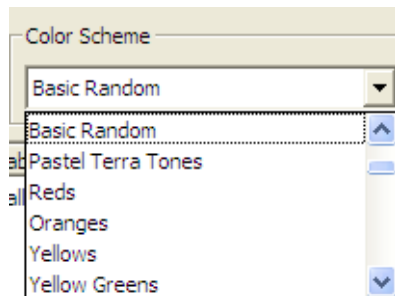 Color Scheme
Basic Random
Basic Random
Pastel Terra Tones
Reds
Oranges
Yellows
Yellow Greens